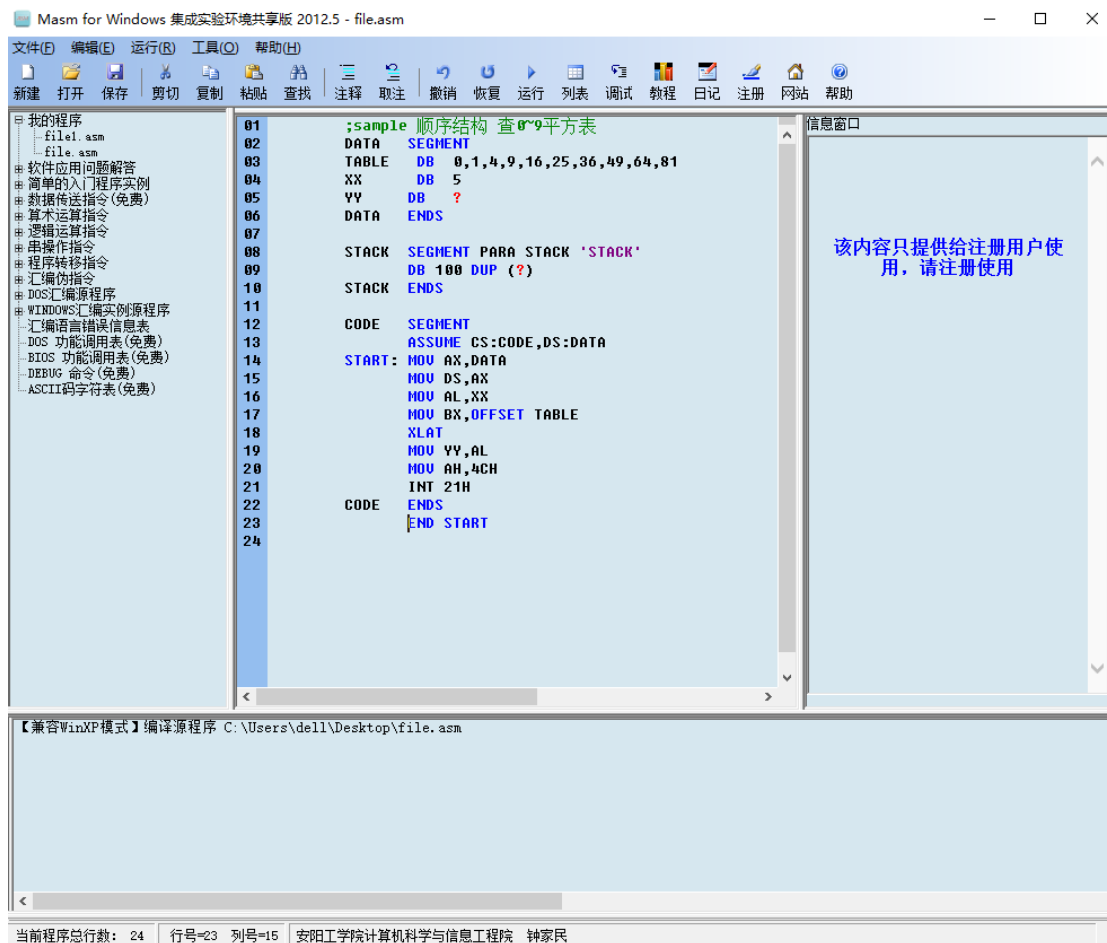 Masm for Windows 集成实验环境共享版 2012.5 - file.asm
文件(F) 编辑(E) 运行(R) 工具(O) 帮助(H)
新建 打开 保存 剪切 复制 粘贴 查找 注释 取注 撤销 恢复 运行 列表 调试 教程 日记 注册 网站 帮助
我的程序
file1.asm
file.asm
软件应用问题解答
简单的入门程序实例
数据传送指令(免费)
算术运算指令
逻辑运算指令
串操作指令
程序转移指令
汇编伪指令
DOS汇编源程序
WINDOWS汇编实例源程序
汇编语言错误信息表
DOS 功能调用表(免费)
BIOS 功能调用表(免费)
DEBUG 命令(免费)
ASCII码字符表(免费)
01 ;sample 顺序结构 查0~9平方表
02 DATA SEGMENT
03 TABLE DB 0,1,4,9,16,25,36,49,64,81
04 XX DB 5
05 YY DB ?
06 DATA ENDS
07
08 STACK SEGMENT PARA STACK 'STACK'
09 DB 100 DUP (?)
10 STACK ENDS
11
12 CODE SEGMENT
13 ASSUME CS:CODE,DS:DATA
14 START: MOV AX,DATA
15 MOV DS,AX
16 MOV AL,XX
17 MOV BX,OFFSET TABLE
18 XLAT
19 MOV YY,AL
20 MOV AH,4CH
21 INT 21H
22 CODE ENDS
23 END START
24
信息窗口
该内容只提供给注册用户使
用，请注册使用
【兼容WinXP模式】编译源程序 C:\Users\dell\Desktop\file.asm
当前程序总行数: 24 行号=23 列号=15 安阳工学院计算机科学与信息工程院 钟家民